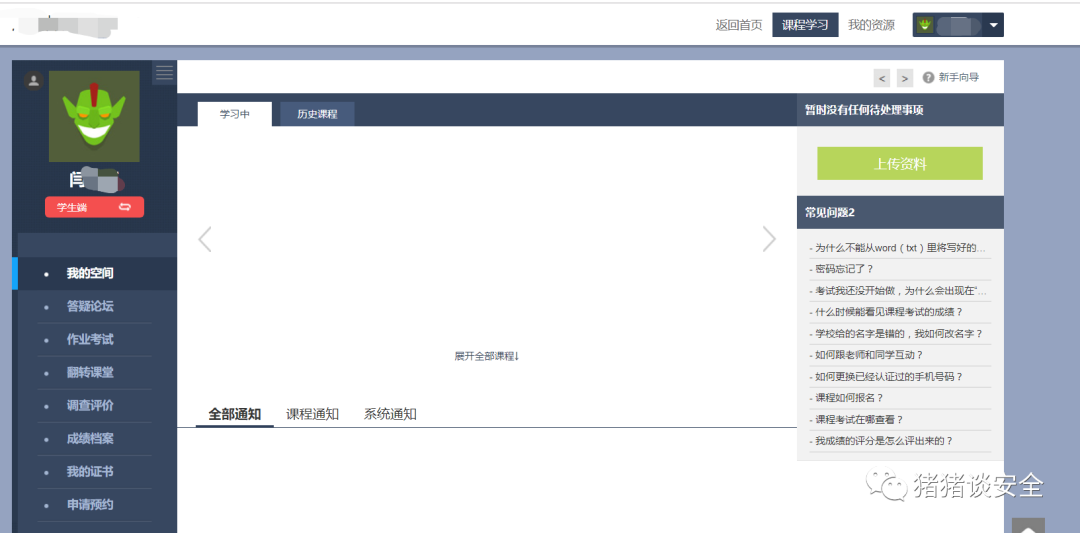 返回首页 课程学习 我的资源
< > ? 新手向导
学习中 历史课程
暂时没有任何待处理事项
上传资料
闫
学生端
常见问题2
- 为什么不能从word（txt）里将写好的...
- 密码忘记了？
- 考试我还没开始做，为什么会出现在“...
- 什么时候能看见课程考试的成绩？
- 学校给的名字是错的，我如何改名字？
- 如何跟老师和同学互动？
- 如何更换已经认证过的手机号码？
- 课程如何报名？
- 课程考试在哪查看？
- 我成绩的评分是怎么评出来的？
我的空间
答疑论坛
作业考试
翻转课堂
调查评价
成绩档案
我的证书
申请预约
展开全部课程↓
全部通知 课程通知 系统通知
猪猪谈安全